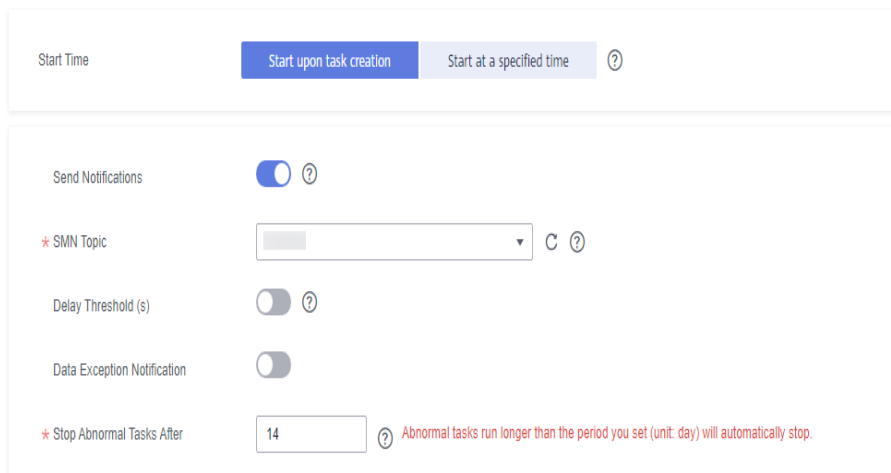 Start Time Start upon task creation Start at a specified time ?
Send Notifications ?
* SMN Topic ?
Delay Threshold (s) ?
Data Exception Notification
* Stop Abnormal Tasks After 14 ? Abnormal tasks run longer than the period you set (unit: day) will automatically stop.